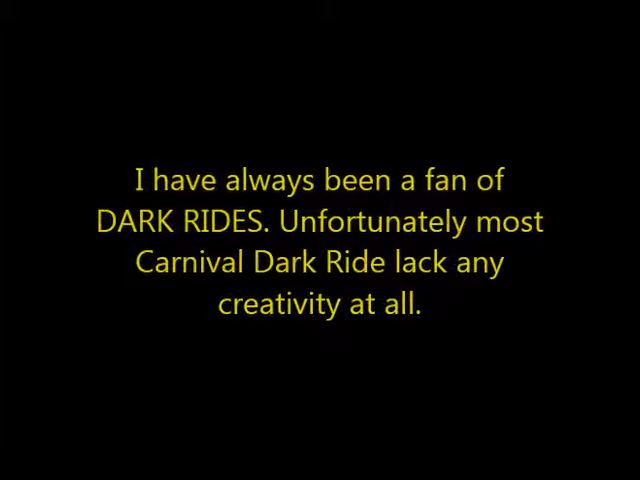 I have always been a fan of
DARK RIDES. Unfortunately most
Carnival Dark Ride lack any
creativity at all.